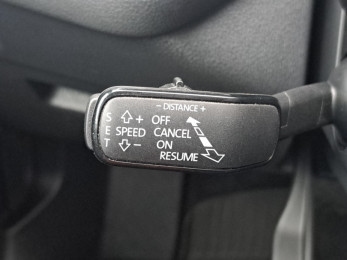 - DISTANCE +
S ⇧ + OFF
E SPEED CANCEL
T ⇩ - ON
RESUME